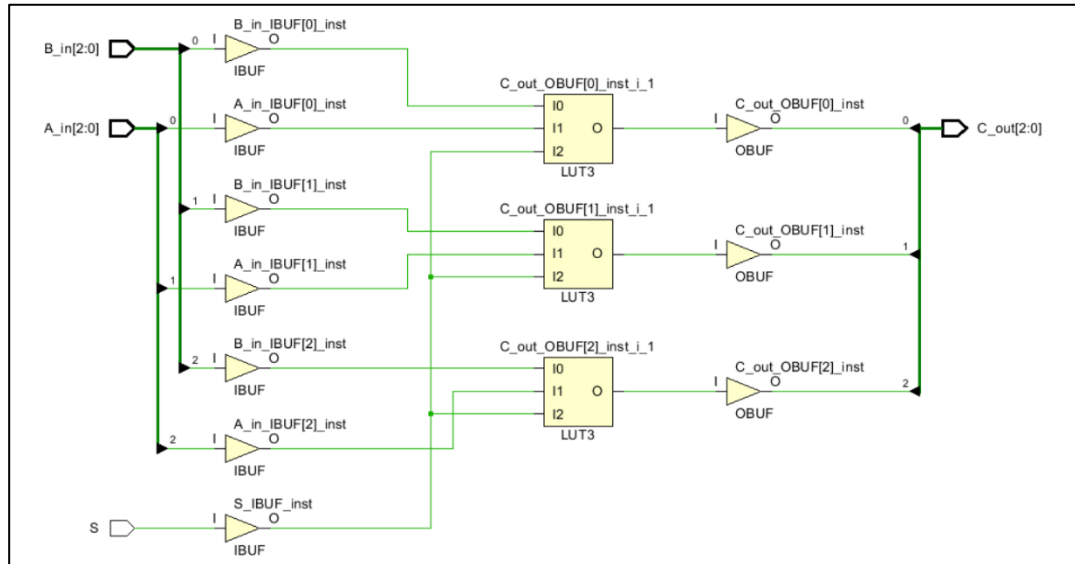 B_in_IBUF[0]_inst
B_in[2:0]
0
I
O
IBUF
C_out_OBUF[0]_inst_i_1
A_in_IBUF[0]_inst
I0
C_out_OBUF[0]_inst
A_in[2:0]
0
I
O
I1
O
I
O
0
C_out[2:0]
IBUF
I2
OBUF
LUT3
B_in_IBUF[1]_inst
1
I
O
C_out_OBUF[1]_inst_i_1
IBUF
I0
C_out_OBUF[1]_inst
A_in_IBUF[1]_inst
I1
O
I
O
1
1
I
O
I2
OBUF
IBUF
LUT3
B_in_IBUF[2]_inst
C_out_OBUF[2]_inst_i_1
2
I
O
I0
C_out_OBUF[2]_inst
IBUF
I1
O
I
O
2
A_in_IBUF[2]_inst
I2
OBUF
2
I
O
LUT3
IBUF
S_IBUF_inst
S
I
O
IBUF